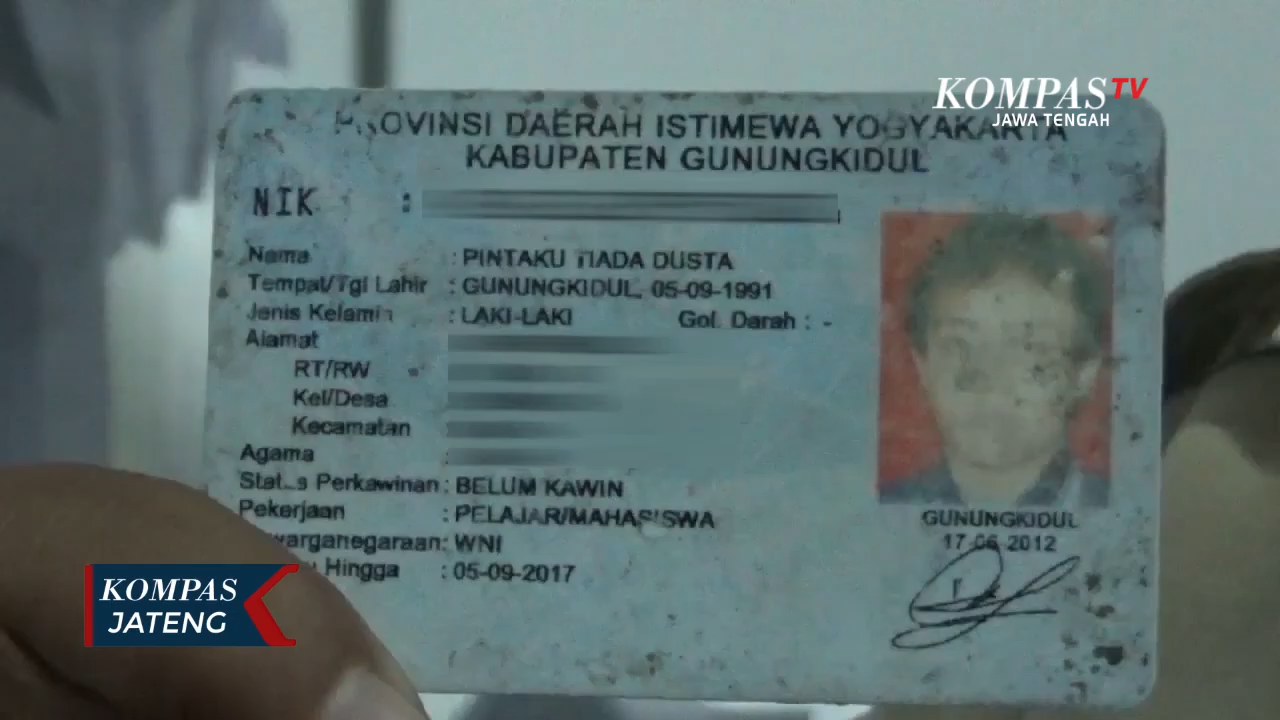 KOMPAS TV
JAWA TENGAH
PROVINSI DAERAH ISTIMEWA YOGYAKARTA
KABUPATEN GUNUNGKIDUL
NIK :
Nama : PINTAKU TIADA DUSTA
Tempat/Tgl Lahir : GUNUNGKIDUL, 05-09-1991
Jenis Kelamin : LAKI-LAKI Gol. Darah : -
Alamat
RT/RW
Kel/Desa
Kecamatan
Agama :
Status Perkawinan : BELUM KAWIN
Pekerjaan : PELAJAR/MAHASISWA
warganegaraan: WNI
Hingga : 05-09-2017
GUNUNGKIDUL
17-06-2012
KOMPAS
JATENG